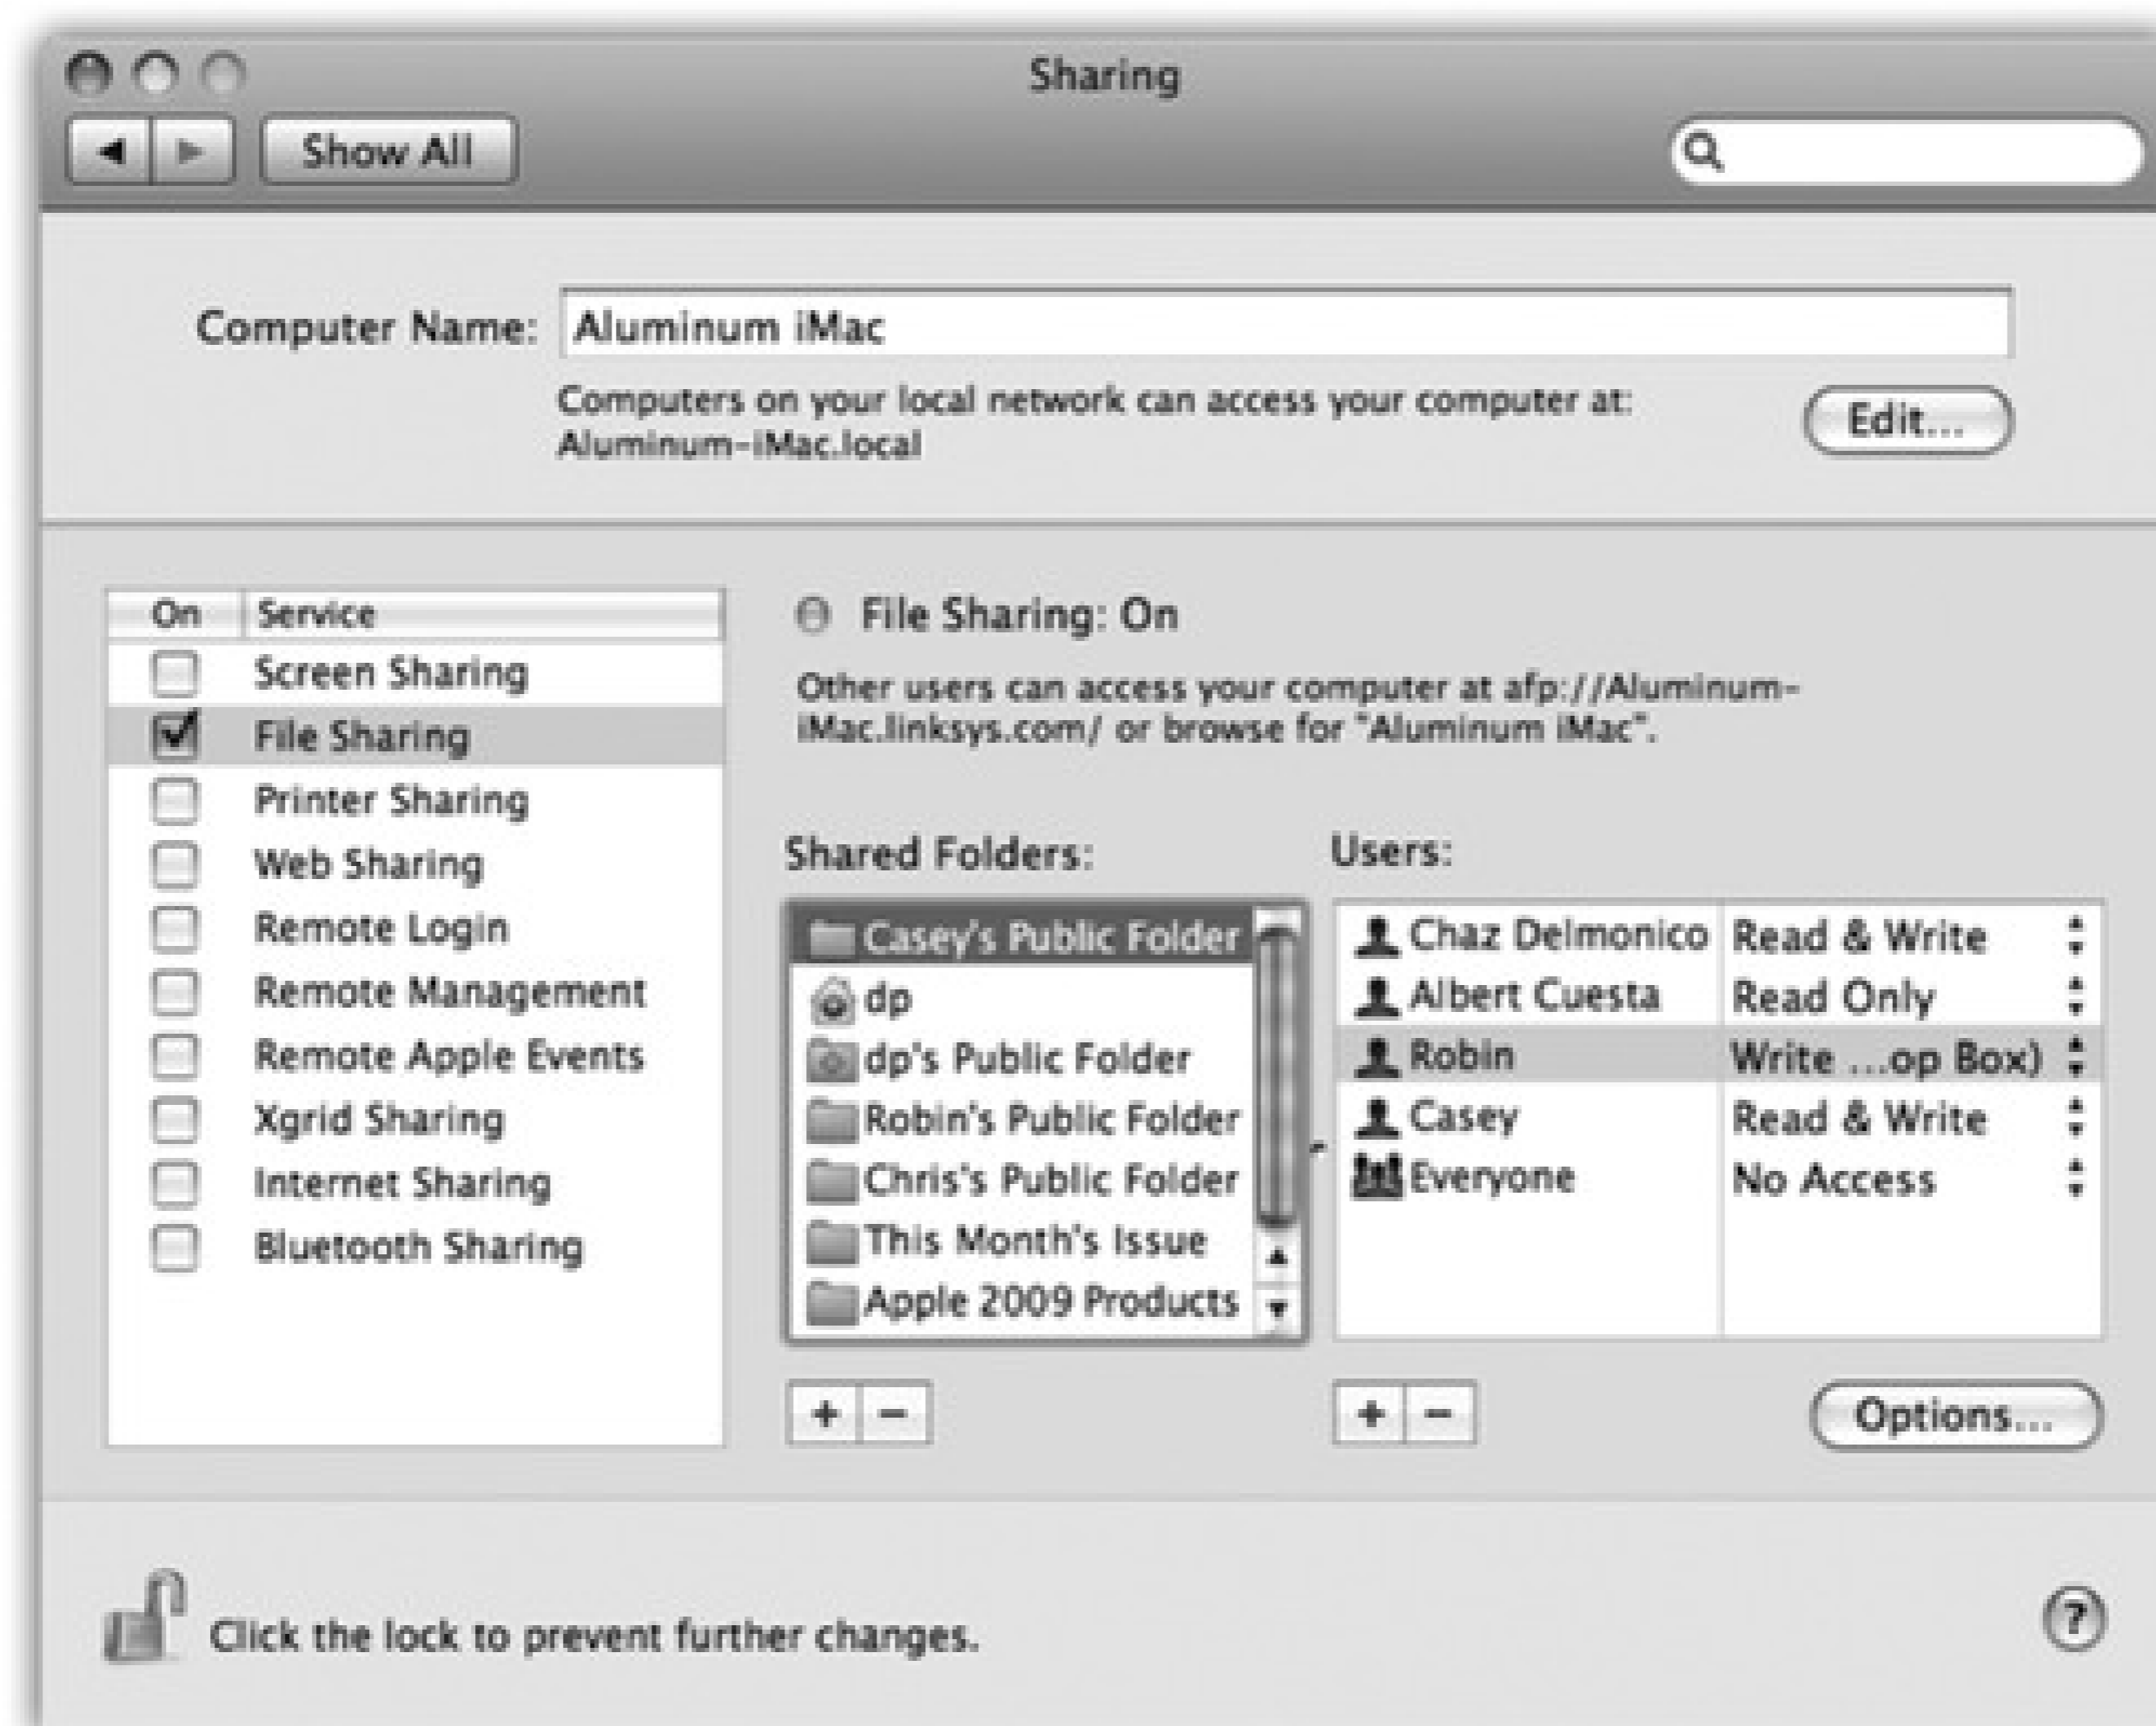 Sharing
Show All
Computer Name: Aluminum iMac
Computers on your local network can access your computer at:
Aluminum-iMac.local
Edit...
On Service
Screen Sharing
File Sharing
Printer Sharing
Web Sharing
Remote Login
Remote Management
Remote Apple Events
Xgrid Sharing
Internet Sharing
Bluetooth Sharing
File Sharing: On
Other users can access your computer at afp://Aluminum-
iMac.linksys.com/ or browse for "Aluminum iMac".
Shared Folders:
Casey's Public Folder
dp
dp's Public Folder
Robin's Public Folder
Chris's Public Folder
This Month's Issue
Apple 2009 Products
+ −
Users:
Chaz Delmonico Read & Write
Albert Cuesta Read Only
Robin Write ...op Box)
Casey Read & Write
Everyone No Access
+ −
Options...
Click the lock to prevent further changes.
?